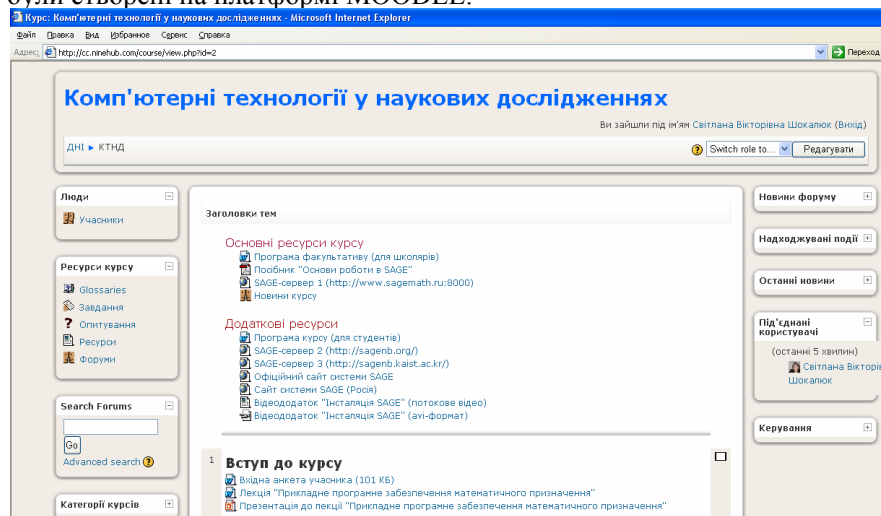 були створені на платформі MOODLE.
Курс: Комп'ютерні технології у наукових дослідженнях - Microsoft Internet Explorer
Файл Правка Вид Избранное Сервис Справка
Адрес: http://cc.ninehub.com/course/view.php?id=2 Переход
Комп'ютерні технології у наукових дослідженнях
Ви зайшли під ім'ям Світлана Вікторівна Шокалюк (Вихід)
ДНІ ► КТНД
Switch role to... Редагувати
Люди
Учасники
Ресурси курсу
Glossaries
Завдання
Опитування
Ресурси
Форуми
Search Forums
Go
Advanced search
Категорії курсів
Заголовки тем
Основні ресурси курсу
Програма факультативу (для школярів)
Посібник "Основи роботи в SAGE"
SAGE-сервер 1 (http://www.sagemath.ru:8000)
Новини курсу
Додаткові ресурси
Програма курсу (для студентів)
SAGE-сервер 2 (http://sagenb.org/)
SAGE-сервер 3 (http://sagenb.kaist.ac.kr/)
Офіційний сайт системи SAGE
Сайт системи SAGE (Росія)
Відеододаток "Інсталяція SAGE" (потокове відео)
Відеододаток "Інсталяція SAGE" (avi-формат)
1 Вступ до курсу
Вхідна анкета учасника (101 КБ)
Лекція "Прикладне програмне забезпечення математичного призначення"
Презентація до лекції "Прикладне програмне забезпечення математичного призначення"
Новини форуму
Надходжувані події
Останні новини
Під'єднані
користувачі
(останні 5 хвилин)
Світлана Вікторів
Шокалюк
Керування